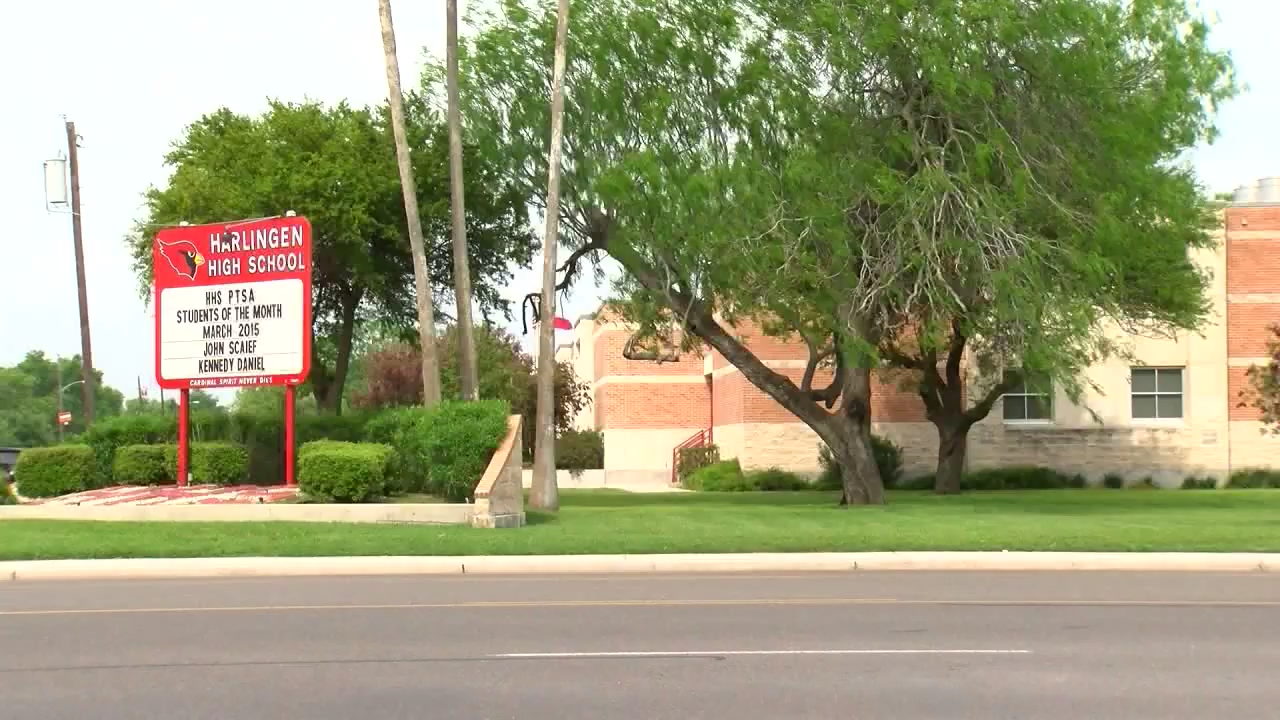 HARLINGEN
HIGH SCHOOL
HHS PTSA
STUDENTS OF THE MONTH
MARCH 2015
JOHN SCAIEF
KENNEDY DANIEL
CARDINAL SPIRIT NEVER DIES